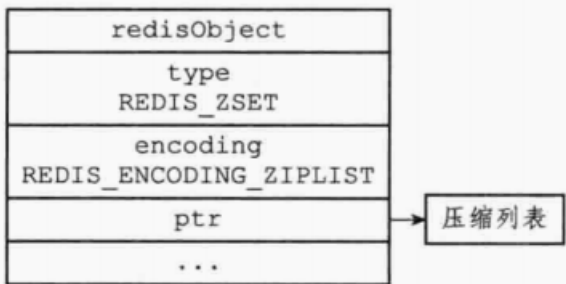 redisObject
type
REDIS_ZSET
encoding
REDIS_ENCODING_ZIPLIST
ptr
压缩列表
...